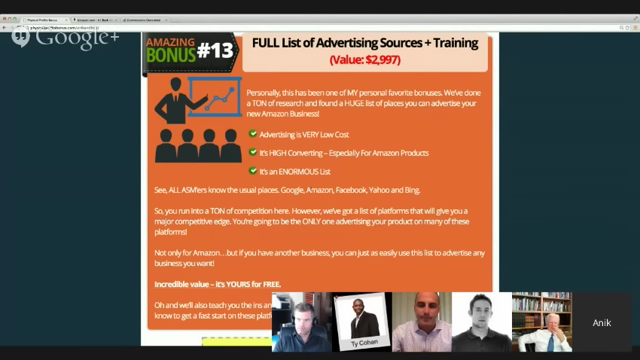 Google+
AMAZING
BONUS #13
FULL List of Advertising Sources + Training
(Value: $2,997)
Personally, this has been one of MY personal favorite bonuses. We've done
a TON of research and found a HUGE list of places you can advertise your
new Amazon Business!
Advertising is VERY Low Cost
It's HIGH Converting – Especially For Amazon Products
It's an ENORMOUS List
See, ALL ASM'ers know the usual places. Google, Amazon, Facebook, Yahoo and Bing.
So, you run into a TON of competition here. However, we've got a list of platforms that will give you a
major competitive edge. You're going to be the ONLY one advertising your product on many of these
platforms!
Not only for Amazon...but if you have another business, you can just as easily use this list to advertise any
business you want!
Incredible value – it's YOURS for FREE.
Oh and we'll also teach you the ins an
know to get a fast start on these platf
Ty Cohan
Anik